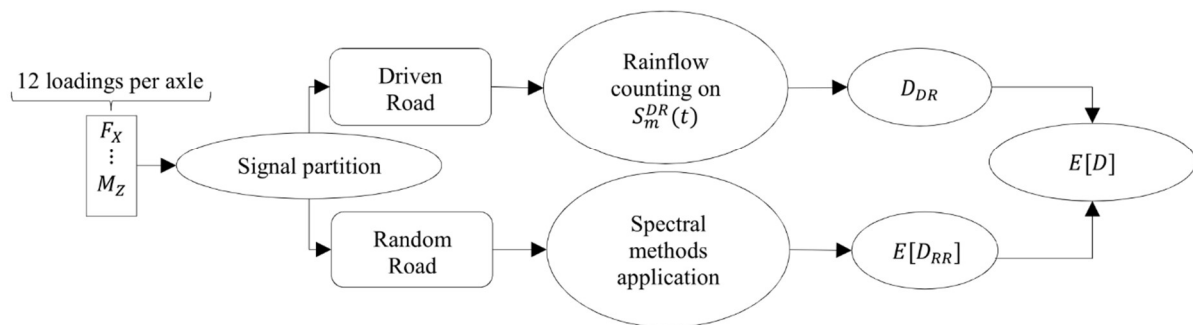 12 loadings per axle
F_X
⋮
M_Z
Signal partition
Driven
Road
Rainflow
counting on
S_m^{DR}(t)
D_{DR}
Random
Road
Spectral
methods
application
E[D_{RR}]
E[D]